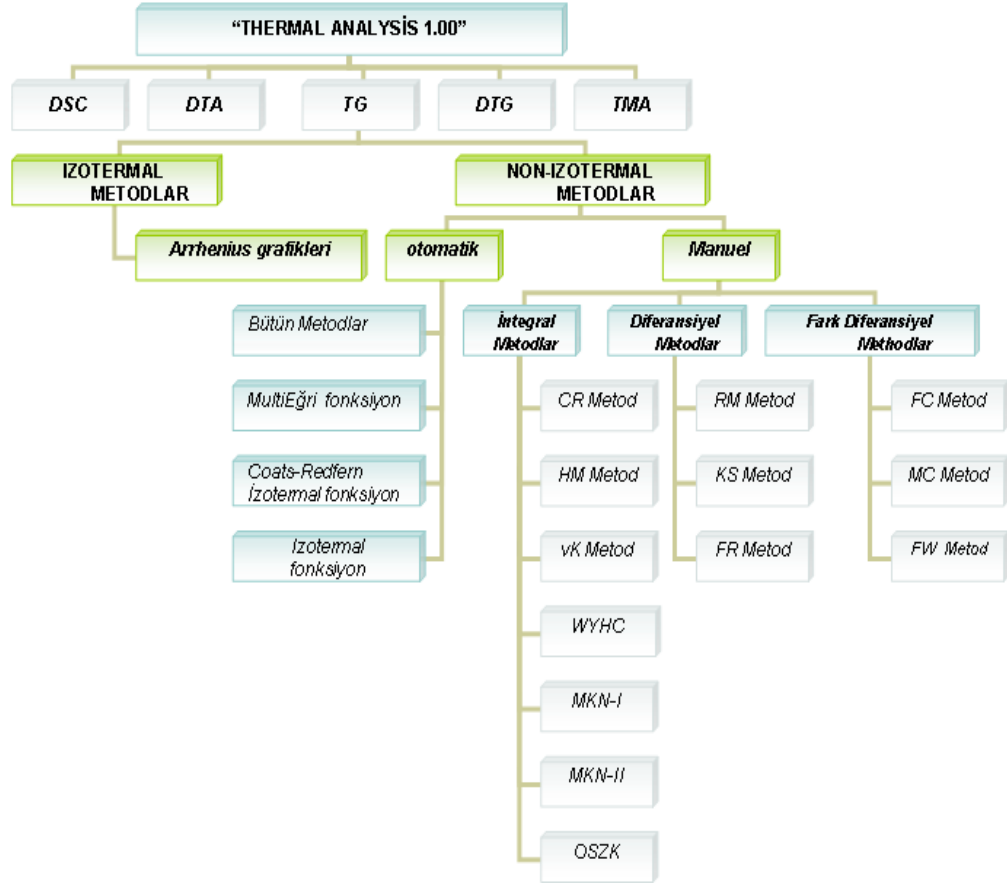 “THERMAL ANALYSİS 1.00”
DSC
DTA
TG
DTG
TMA
IZOTERMAL
METODLAR
NON-IZOTERMAL
METODLAR
Arrhenius grafikleri
otomatik
Manuel
Bütün Metodlar
MultiEğri fonksiyon
Coats-Redfern
İzotermal fonksiyon
Izotermal
fonksiyon
İntegral
Metodlar
Diferansiyel
Metodlar
Fark Diferansiyel
Methodlar
CR Metod
HM Metod
vK Metod
WYHC
MKN-I
MKN-II
OSZK
RM Metod
KS Metod
FR Metod
FC Metod
MC Metod
FW Metod